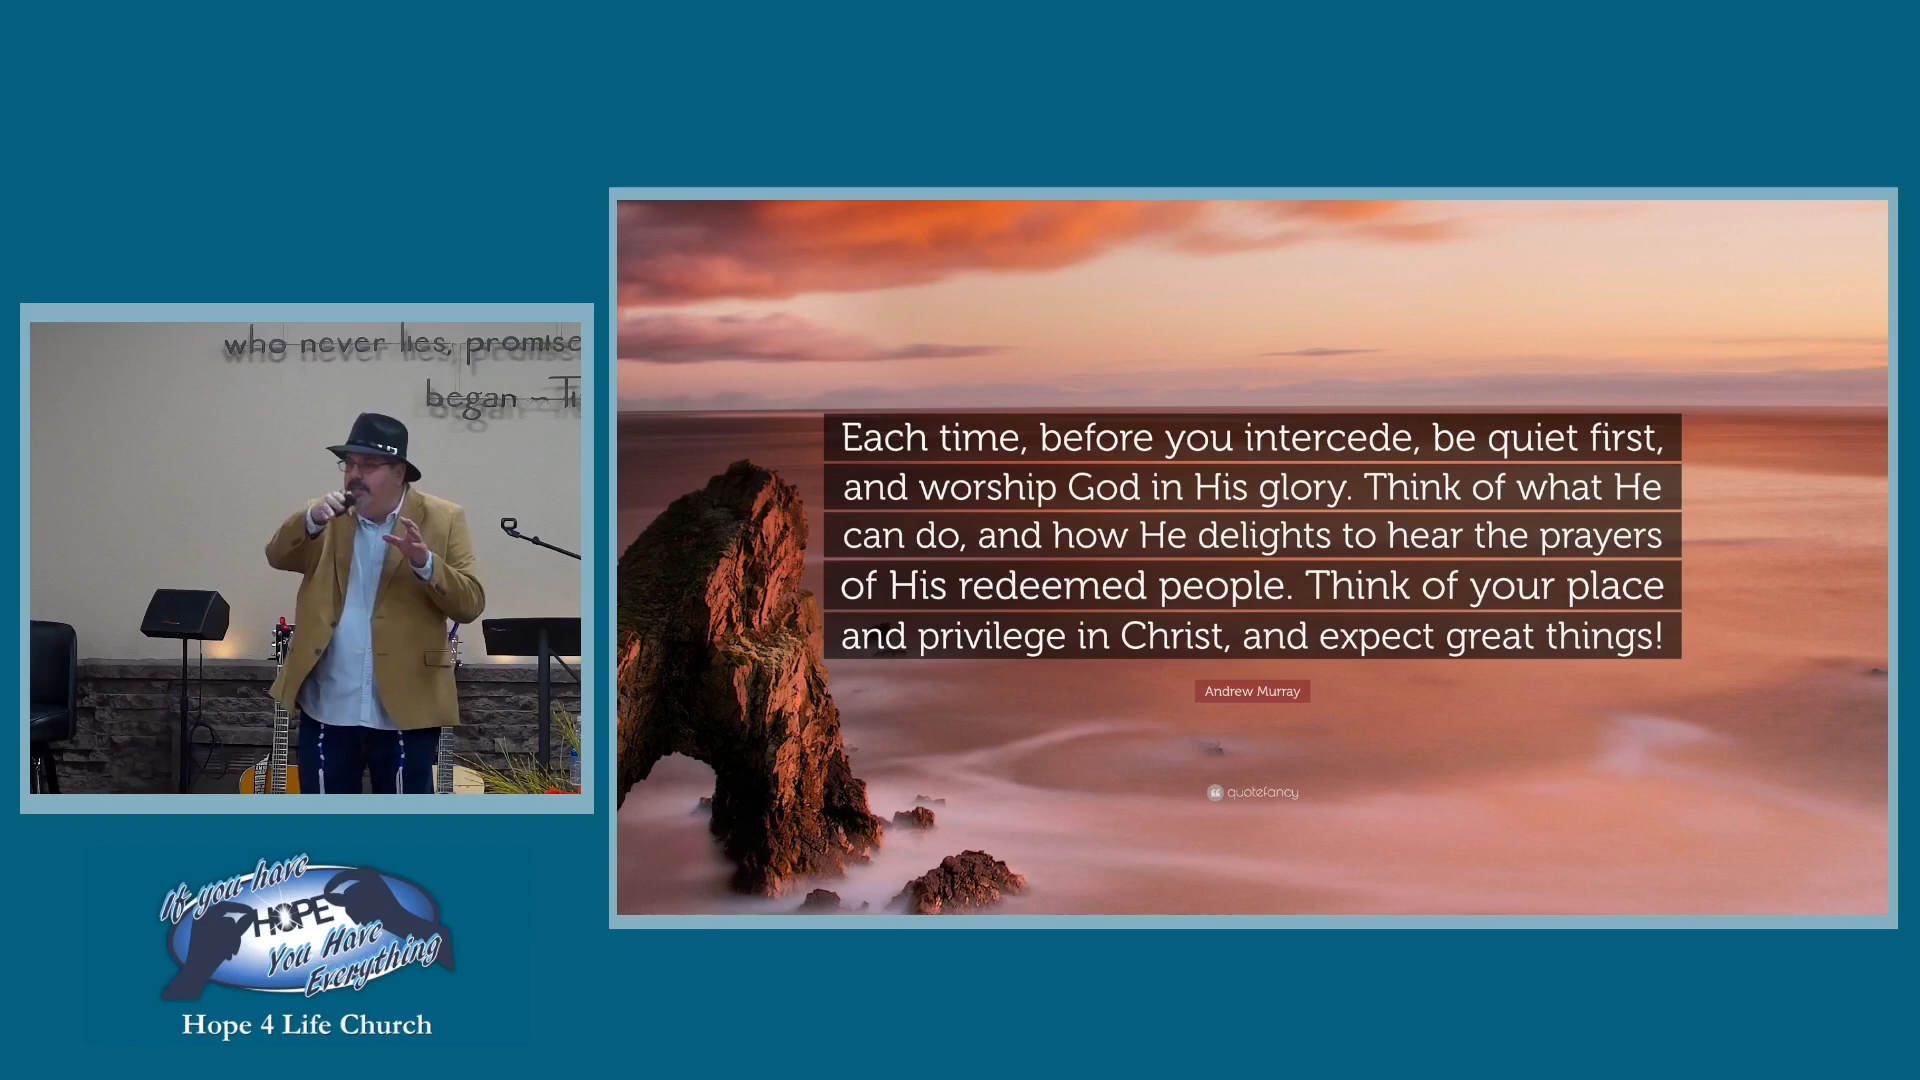 who never lies,
began ~
Each time, before you intercede, be quiet first,
and worship God in His glory. Think of what He
can do, and how He delights to hear the prayers
of His redeemed people. Think of your place
and privilege in Christ, and expect great things!
Andrew Murray
quotefancy
If you have
HOPE
You Have
Everything
Hope 4 Life Church